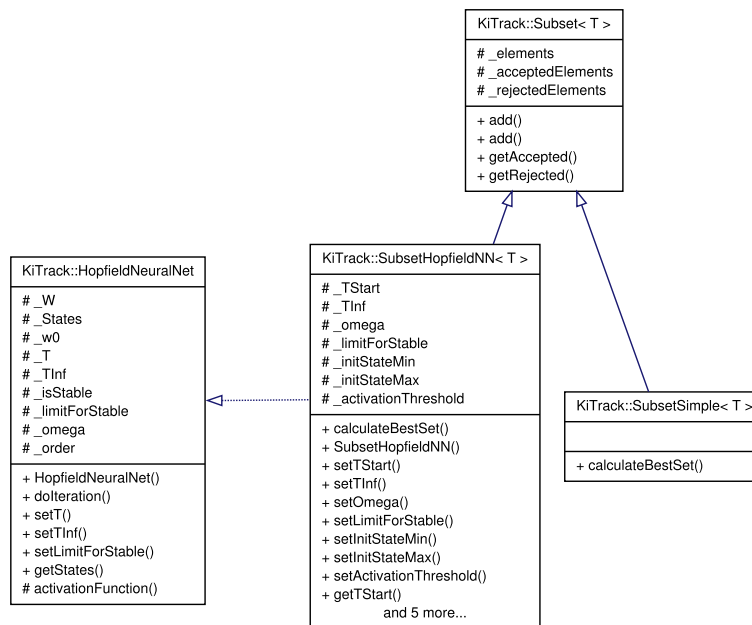 KiTrack::Subset< T >
# _elements
# _acceptedElements
# _rejectedElements
+ add()
+ add()
+ getAccepted()
+ getRejected()
KiTrack::HopfieldNeuralNet
# _W
# _States
# _w0
# _T
# _TInf
# _isStable
# _limitForStable
# _omega
# _order
+ HopfieldNeuralNet()
+ doIteration()
+ setT()
+ setTInf()
+ setLimitForStable()
+ getStates()
# activationFunction()
KiTrack::SubsetHopfieldNN< T >
# _TStart
# _TInf
# _omega
# _limitForStable
# _initStateMin
# _initStateMax
# _activationThreshold
+ calculateBestSet()
+ SubsetHopfieldNN()
+ setTStart()
+ setTInf()
+ setOmega()
+ setLimitForStable()
+ setInitStateMin()
+ setInitStateMax()
+ setActivationThreshold()
+ getTStart()
and 5 more...
KiTrack::SubsetSimple< T >
+ calculateBestSet()